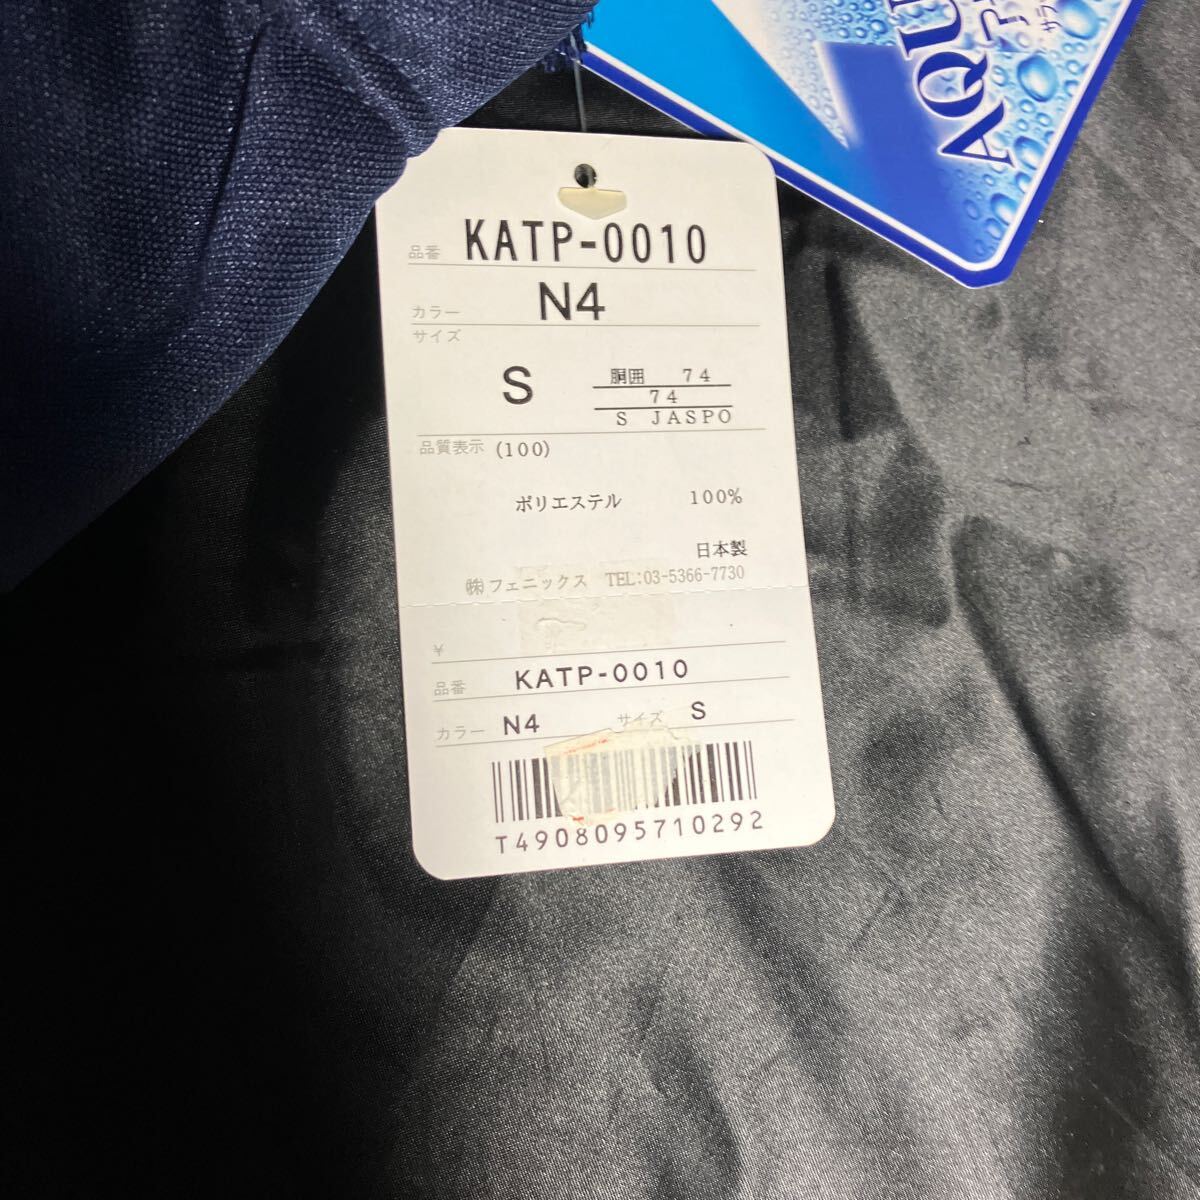 AQU
品番 KATP-0010
カラー N4
サイズ
S 胴囲 74
74
S JASPO
品質表示 (100)
ポリエステル 100%
日本製
㈱フェニックス TEL:03-5366-7730
¥
品番 KATP-0010
カラー N4 サイズ S
T4908095710292